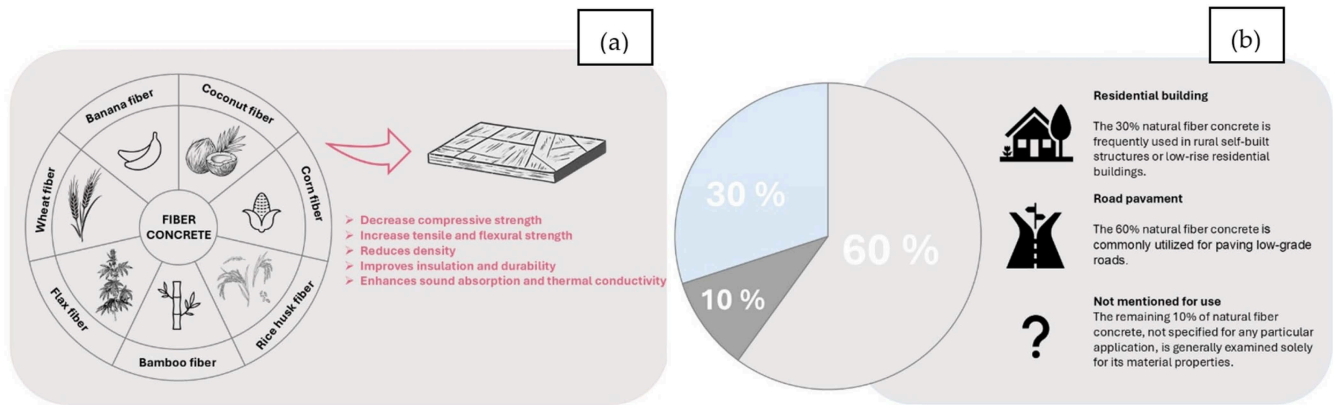 (a)
Banana fiber
Coconut fiber
Corn fiber
Rice husk fiber
Bamboo fiber
Flax fiber
Wheat fiber
FIBER
CONCRETE
➢ Decrease compressive strength
➢ Increase tensile and flexural strength
➢ Reduces density
➢ Improves insulation and durability
➢ Enhances sound absorption and thermal conductivity
(b)
30 %
60 %
10 %
Residential building
The 30% natural fiber concrete is
frequently used in rural self-built
structures or low-rise residential
buildings.
Road pavament
The 60% natural fiber concrete is
commonly utilized for paving low-grade
roads.
Not mentioned for use
The remaining 10% of natural fiber
concrete, not specified for any particular
application, is generally examined solely
for its material properties.
?